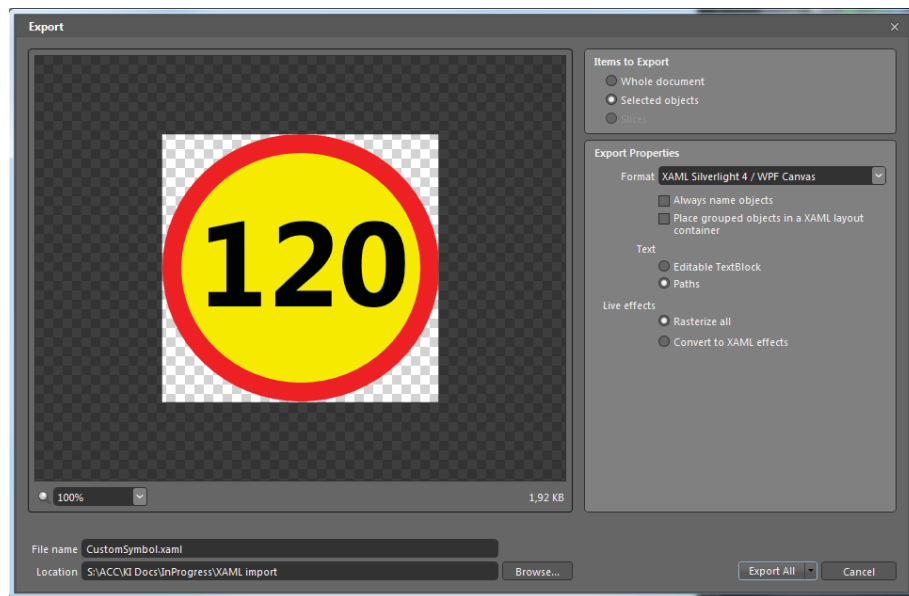 Export
Items to Export
Whole document
Selected objects
Slices
120
Export Properties
Format XAML Silverlight 4 / WPF Canvas
Always name objects
Place grouped objects in a XAML layout
container
Text
Editable TextBlock
Paths
Live effects
Rasterize all
Convert to XAML effects
100%
1,92 KB
File name CustomSymbol.xaml
Location S:\ACC\KI Docs\InProgress\XAML import
Browse...
Export All
Cancel